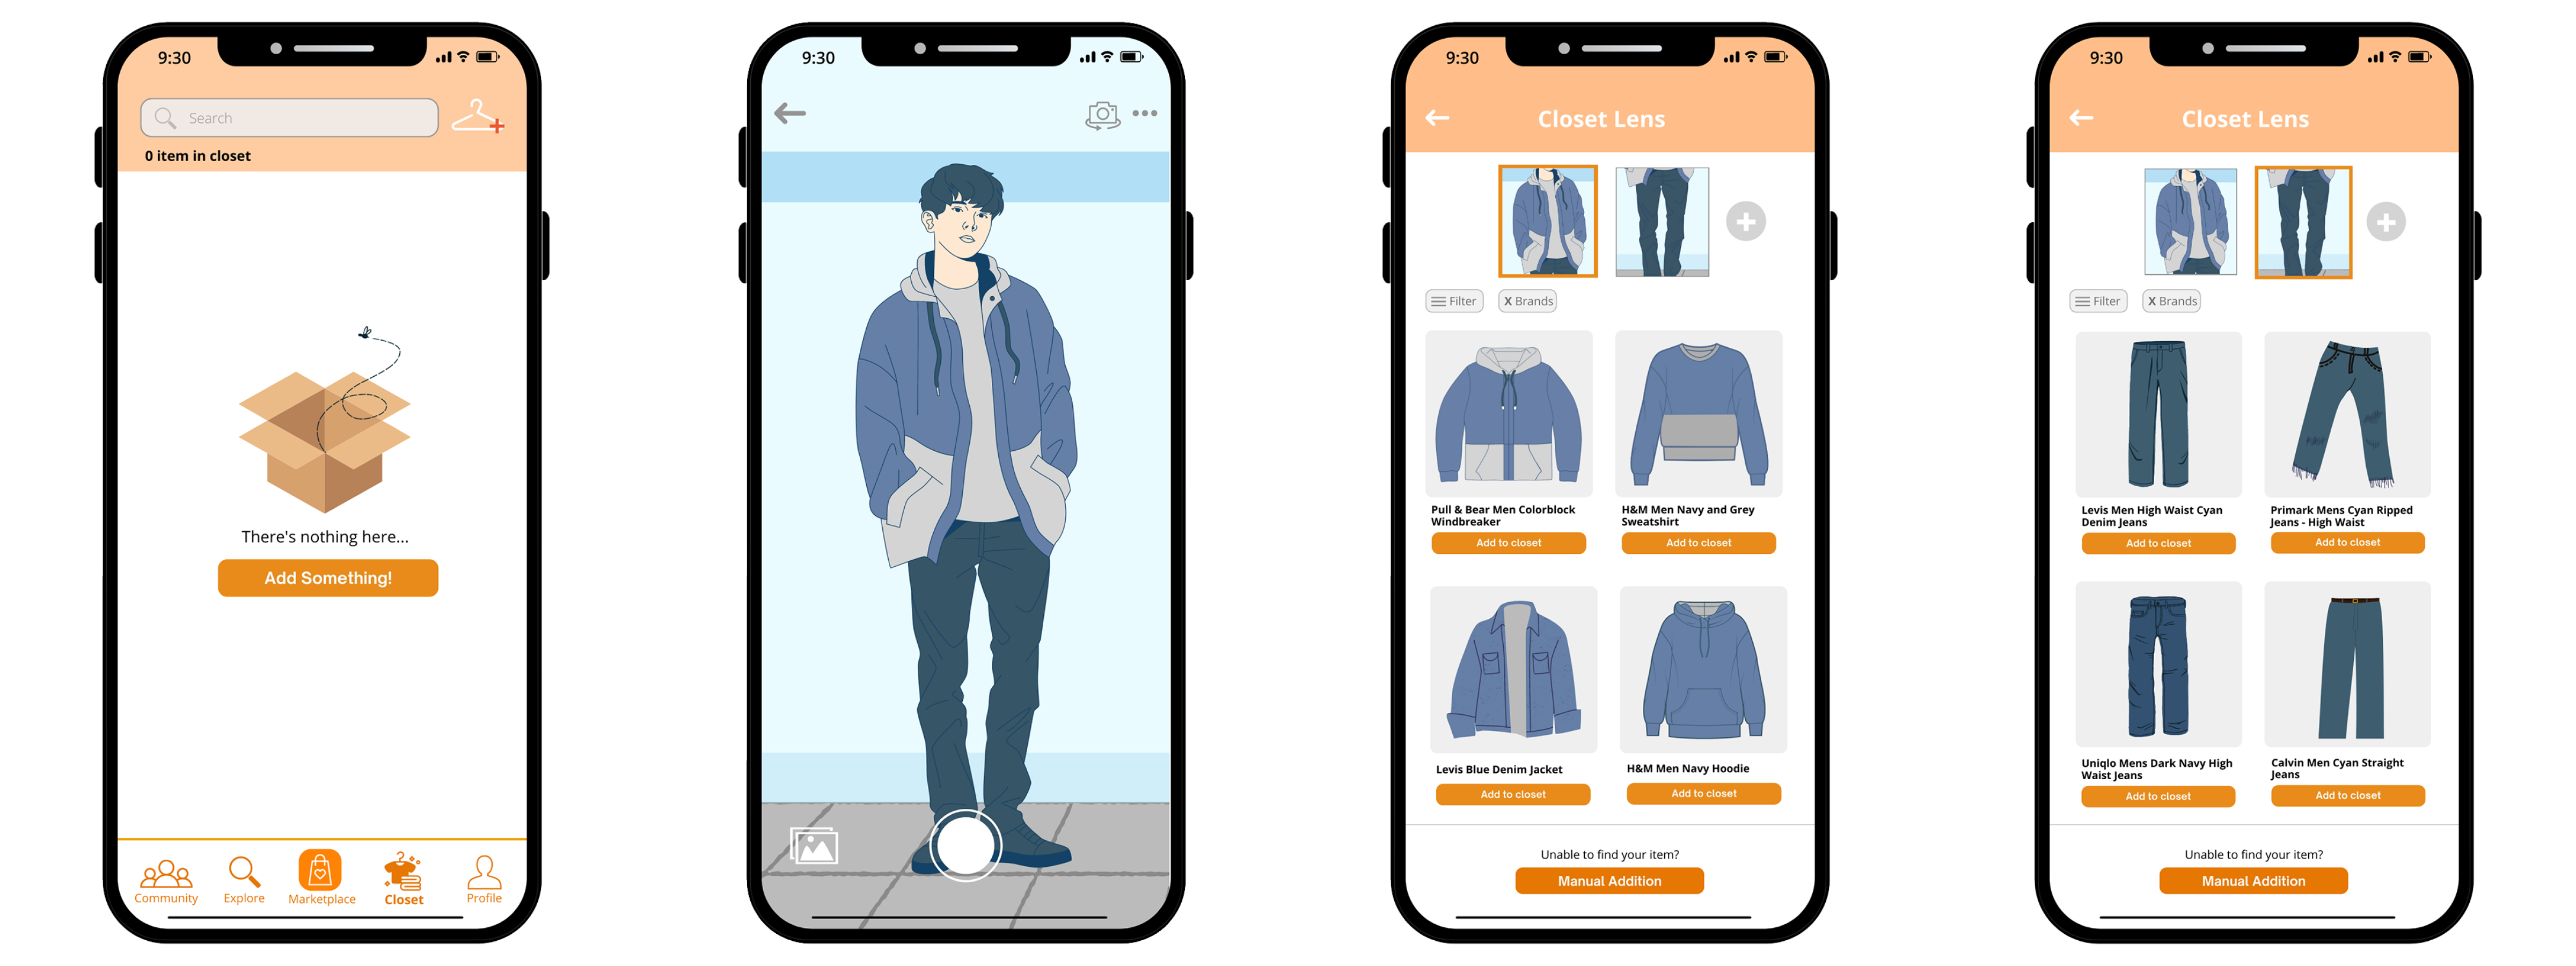 9:30
Search
0 item in closet
There's nothing here...
Add Something!
Community
Explore
Marketplace
Closet
Profile
9:30
9:30
Closet Lens
Filter
X Brands
Pull & Bear Men Colorblock
Windbreaker
Add to closet
H&M Men Navy and Grey
Sweatshirt
Add to closet
Levis Blue Denim Jacket
Add to closet
H&M Men Navy Hoodie
Add to closet
Unable to find your item?
Manual Addition
9:30
Closet Lens
Filter
X Brands
Levis Men High Waist Cyan
Denim Jeans
Add to closet
Primark Mens Cyan Ripped
Jeans - High Waist
Add to closet
Uniqlo Mens Dark Navy High
Waist Jeans
Add to closet
Calvin Men Cyan Straight
Jeans
Add to closet
Unable to find your item?
Manual Addition